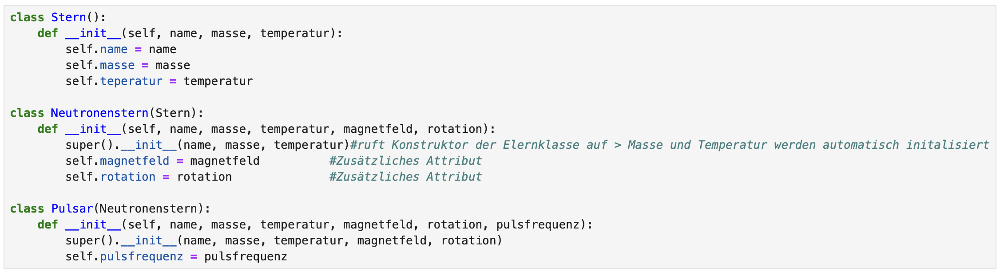 class Stern():
    def __init__(self, name, masse, temperatur):
        self.name = name
        self.masse = masse
        self.teperatur = temperatur

class Neutronenstern(Stern):
    def __init__(self, name, masse, temperatur, magnetfeld, rotation):
        super().__init__(name, masse, temperatur)#ruft Konstruktor der Elernklasse auf > Masse und Temperatur werden automatisch initalisiert
        self.magnetfeld = magnetfeld          #Zusätzliches Attribut
        self.rotation = rotation              #Zusätzliches Attribut

class Pulsar(Neutronenstern):
    def __init__(self, name, masse, temperatur, magnetfeld, rotation, pulsfrequenz):
        super().__init__(name, masse, temperatur, magnetfeld, rotation)
        self.pulsfrequenz = pulsfrequenz